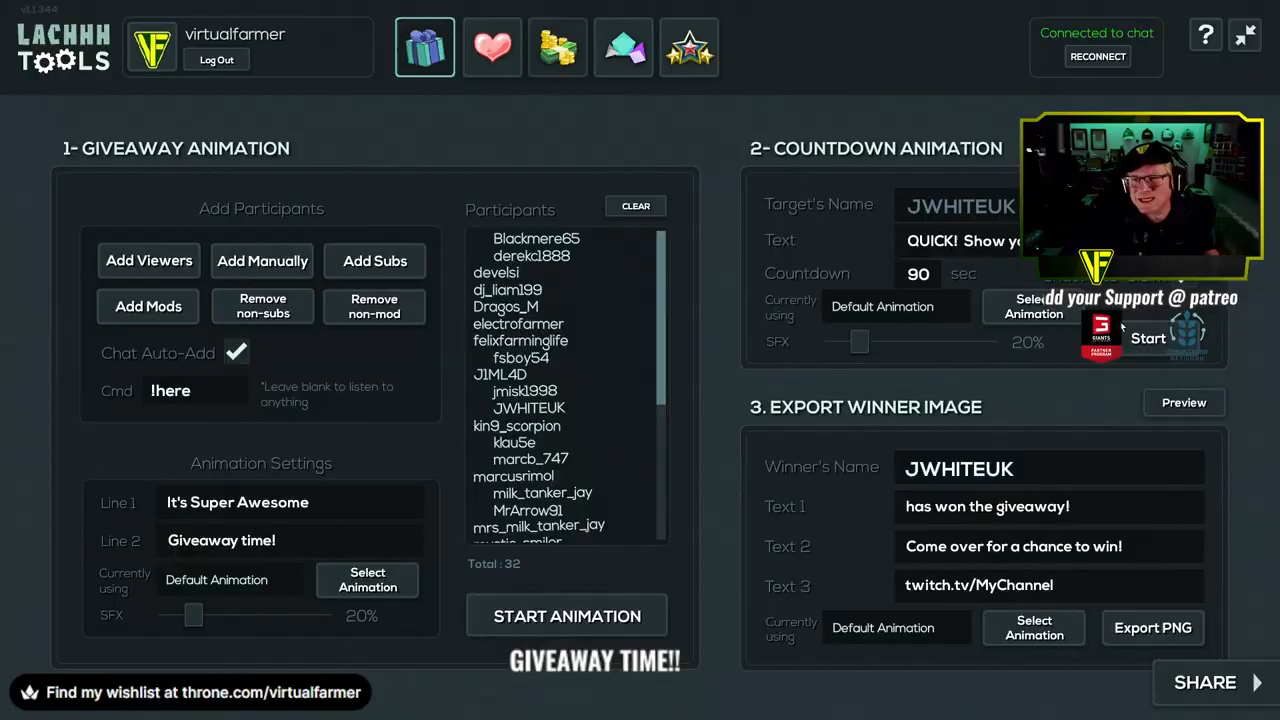 v1.1.344
LACHHH
TOOLS
virtualfarmer
Log Out
Connected to chat
RECONNECT
?
1- GIVEAWAY ANIMATION
Add Participants
Add Viewers
Add Manually
Add Subs
Add Mods
Remove
non-subs
Remove
non-mod
Chat Auto-Add
Cmd
!here
*Leave blank to listen to
anything
Animation Settings
Line 1
It's Super Awesome
Line 2
Giveaway time!
Currently
using
Default Animation
Select
Animation
SFX
20%
Participants
CLEAR
Blackmere65
derekc1888
develsi
dj_liam199
Dragos_M
electrofarmer
felixfarminglife
fsboy54
J1ML4D
jmisk1998
JWHITEUK
kin9_scorpion
klau5e
marcb_747
marcusrimol
milk_tanker_jay
MrArrow91
mrs_milk_tanker_jay
Total : 32
START ANIMATION
GIVEAWAY TIME!!
2- COUNTDOWN ANIMATION
Target's Name
JWHITEUK
Text
QUICK! Show yo
Countdown
90
sec
Currently
using
Default Animation
Animation
SFX
20%
Start
VF
dd your Support @ patreo
GIANTS
PARTNER
PROGRAM
3. EXPORT WINNER IMAGE
Preview
Winner's Name
JWHITEUK
Text 1
has won the giveaway!
Text 2
Come over for a chance to win!
Text 3
twitch.tv/MyChannel
Currently
using
Default Animation
Select
Animation
Export PNG
Find my wishlist at throne.com/virtualfarmer
SHARE